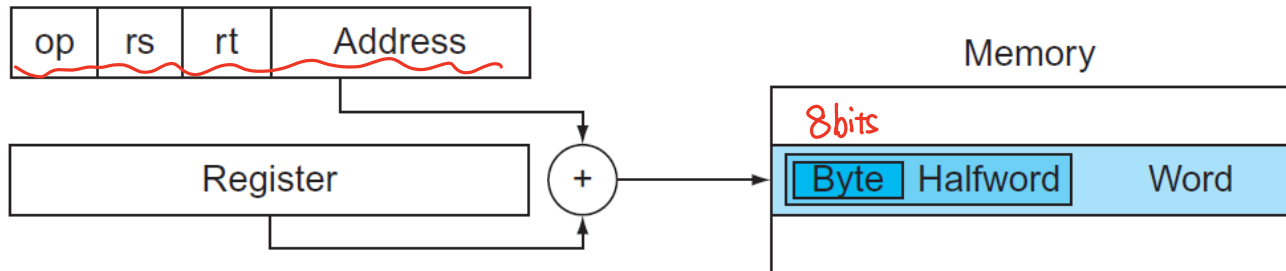 op rs rt Address
Memory
8bits
Register
+
Byte Halfword Word